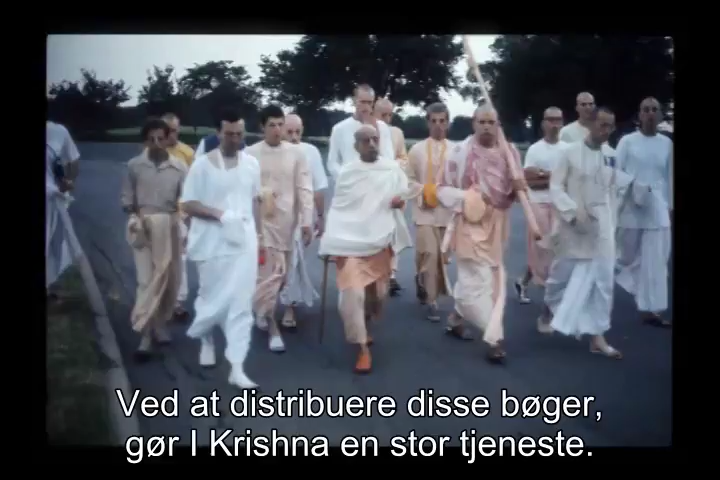 Ved at distribuere disse bøger,
gør I Krishna en stor tjeneste.